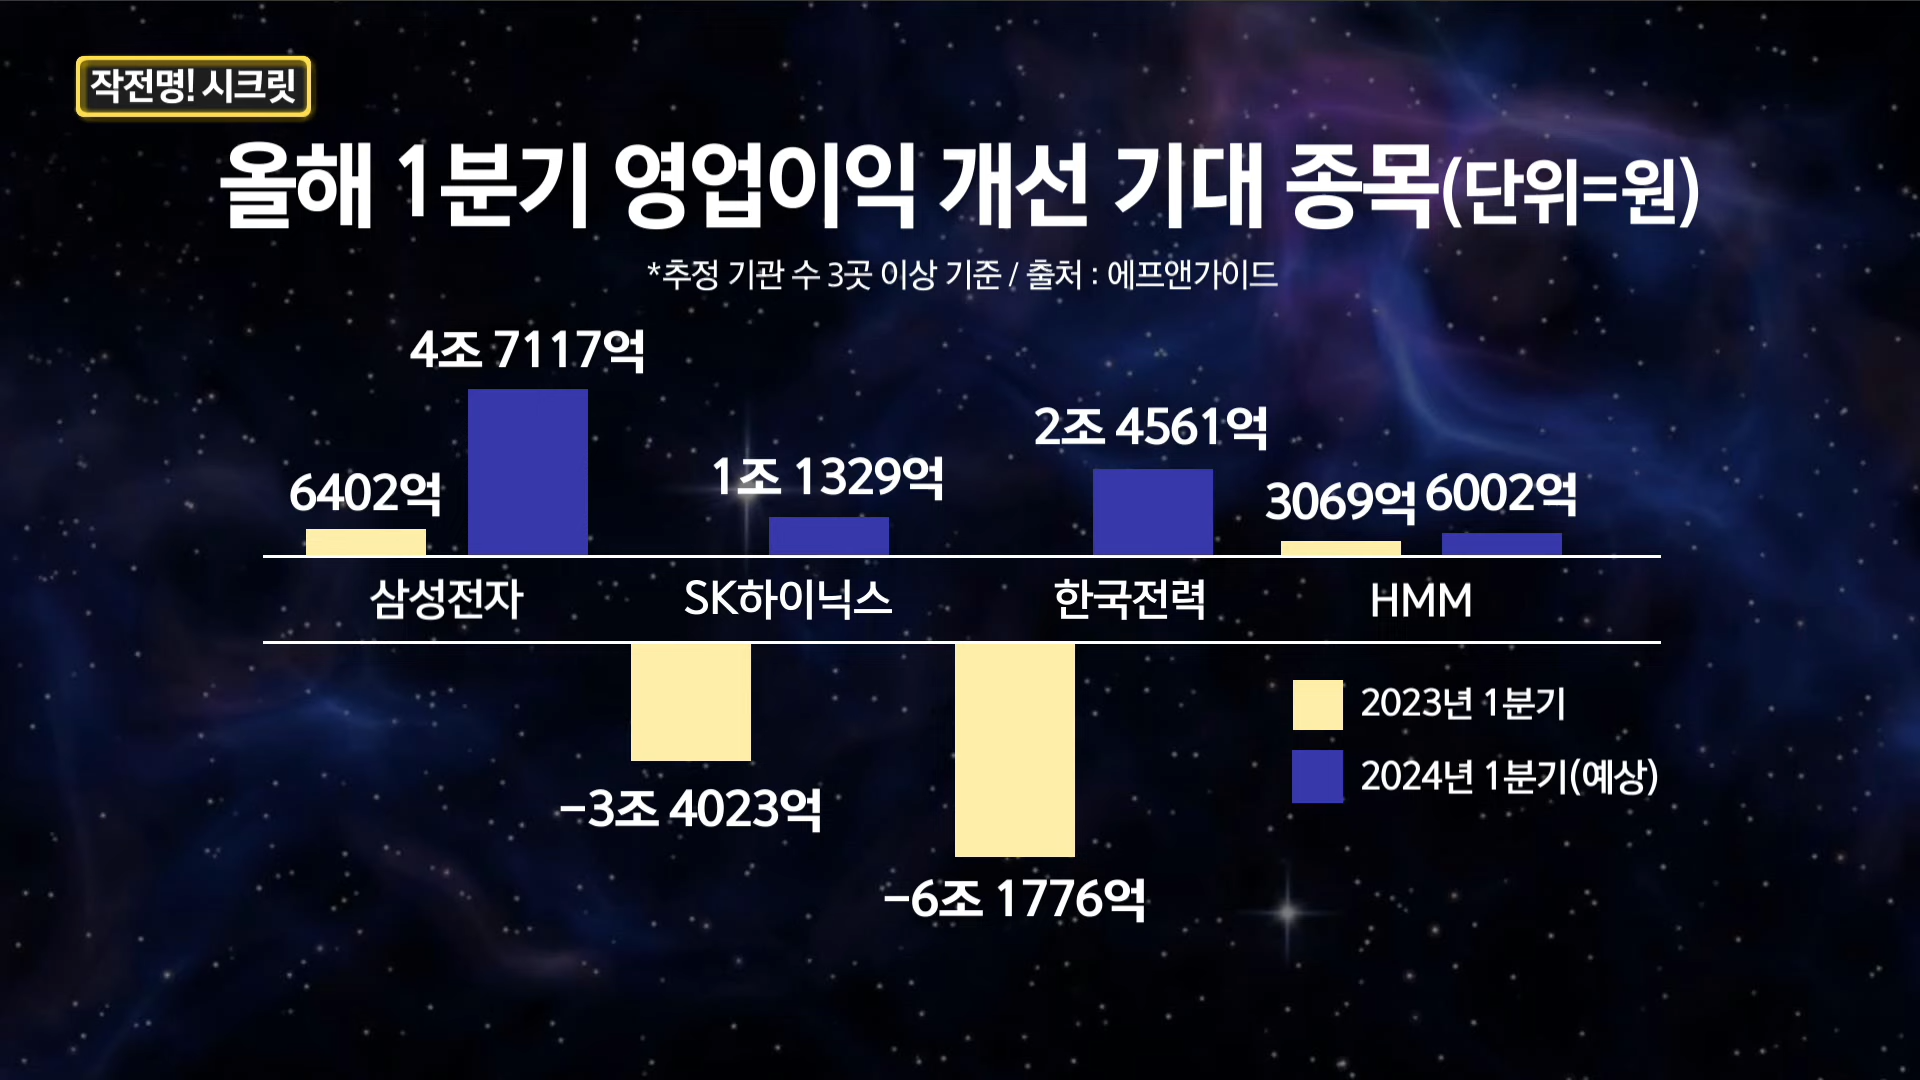 작전명! 시크릿
올해 1분기 영업이익 개선 기대 종목(단위=원)
*추정 기관 수 3곳 이상 기준 / 출처 : 에프앤가이드
4조 7117억
2조 4561억
1조 1329억
6402억
3069억
6002억
삼성전자
SK하이닉스
한국전력
HMM
2023년 1분기
2024년 1분기(예상)
-3조 4023억
-6조 1776억